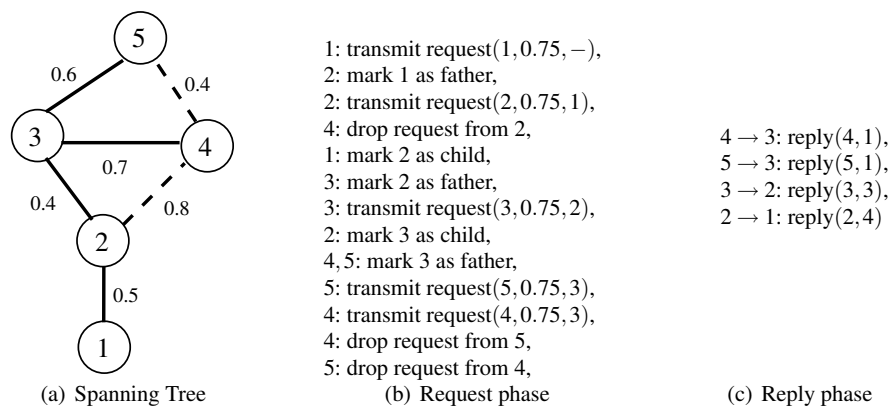 5
0.6
0.4
3
4
0.7
0.4
0.8
2
0.5
1
(a) Spanning Tree
1: transmit request(1,0.75,−),
2: mark 1 as father,
2: transmit request(2,0.75,1),
4: drop request from 2,
1: mark 2 as child,
3: mark 2 as father,
3: transmit request(3,0.75,2),
2: mark 3 as child,
4,5: mark 3 as father,
5: transmit request(5,0.75,3),
4: transmit request(4,0.75,3),
4: drop request from 5,
5: drop request from 4,
(b) Request phase
4 → 3: reply(4,1),
5 → 3: reply(5,1),
3 → 2: reply(3,3),
2 → 1: reply(2,4)
(c) Reply phase